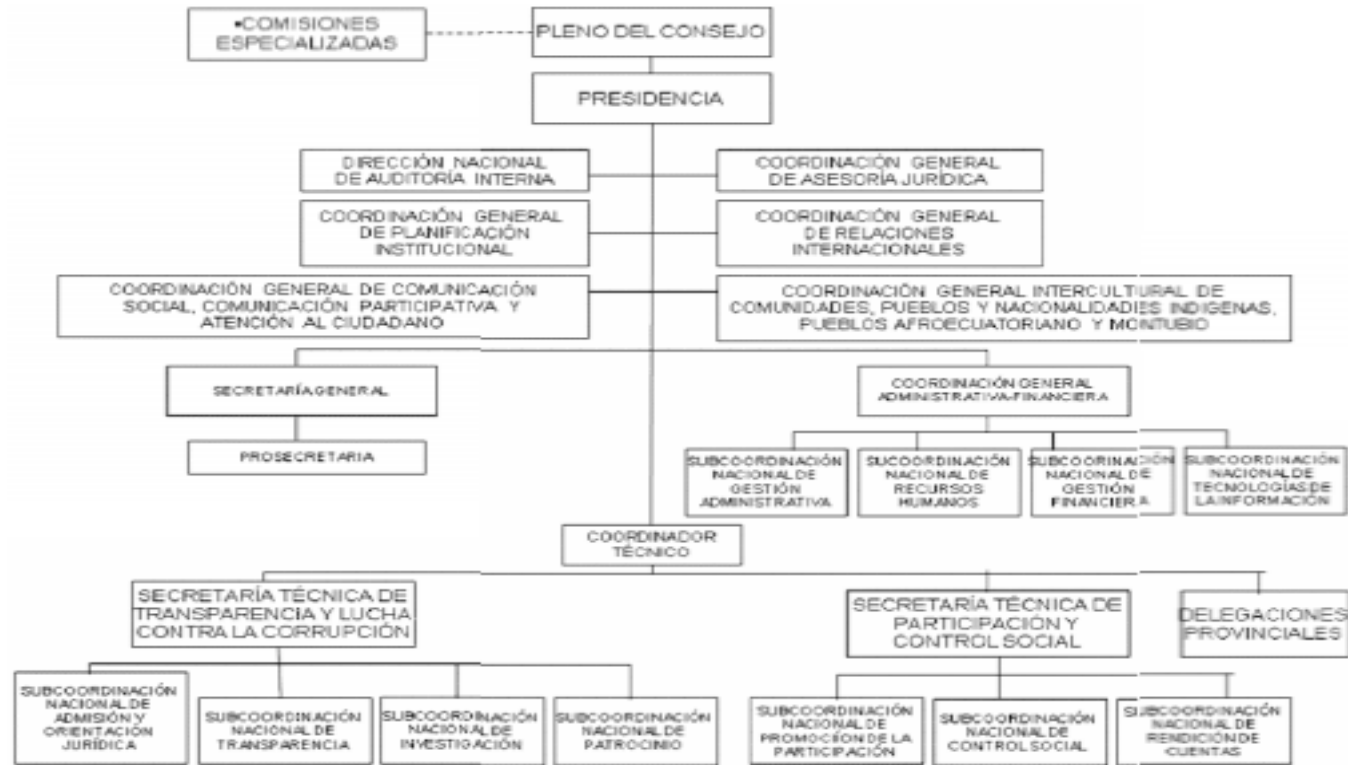 •COMISIONES
ESPECIALIZADAS
PLENO DEL CONSEJO
PRESIDENCIA
DIRECCIÓN NACIONAL
DE AUDITORÍA INTERNA
COORDINACIÓN GENERAL
DE ASESORÍA JURÍDICA
COORDINACIÓN GENERAL
DE PLANIFICACIÓN
INSTITUCIONAL
COORDINACIÓN GENERAL
DE RELACIONES
INTERNACIONALES
COORDINACIÓN GENERAL DE COMUNICACIÓN
SOCIAL, COMUNICACIÓN PARTICIPATIVA Y
ATENCIÓN AL CIUDADANO
COORDINACIÓN GENERAL INTERCULTURAL DE
COMUNIDADES, PUEBLOS Y NACIONALIDADES INDIGENAS,
PUEBLOS AFROECUATORIANO Y MONTUBIO
SECRETARÍA GENERAL
COORDINACIÓN GENERAL
ADMINISTRATIVA-FINANCIERA
PROSECRETARIA
SUBCOORDINACIÓN
NACIONAL DE
GESTIÓN
ADMINISTRATIVA
SUCOORDINACIÓN
NACIONAL DE
RECURSOS
HUMANOS
SUBCOORINACIÓN
NACIONAL DE
GESTIÓN
FINANCIERA
SUBCOORDINACIÓN
NACIONAL DE
TECNOLOGÍAS DE
LA INFORMACIÓN
COORDINADOR
TÉCNICO
SECRETARÍA TÉCNICA DE
TRANSPARENCIA Y LUCHA
CONTRA LA CORRUPCIÓN
SECRETARÍA TÉCNICA DE
PARTICIPACIÓN Y
CONTROL SOCIAL
DELEGACIONES
PROVINCIALES
SUBCOORDINACIÓN
NACIONAL DE
ADMISIÓN Y
ORIENTACIÓN
JURÍDICA
SUBCOORDINACIÓN
NACIONAL DE
TRANSPARENCIA
SUBCOORDINACIÓN
NACIONAL DE
INVESTIGACIÓN
SUBCOORDINACIÓN
NACIONAL DE
PATROCINIO
SUBCOORDINACIÓN
NACIONAL DE
PROMOCÍON DE LA
PARTICIPACIÓN
SUBCOORDINACIÓN
NACIONAL DE
CONTROL SOCIAL
SUBCOORDINACIÓN
NACIONAL DE
RENDICIÓN DE
CUENTAS